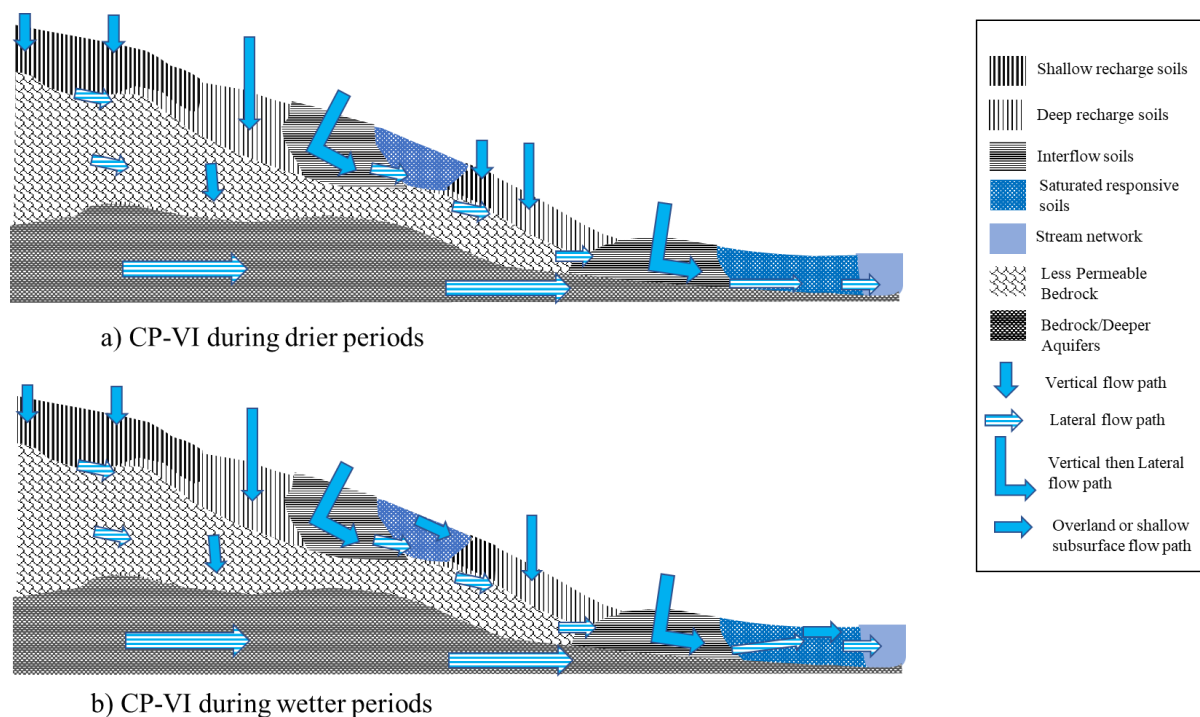 Shallow recharge soils
Deep recharge soils
Interflow soils
Saturated responsive
soils
Stream network
Less Permeable
Bedrock
Bedrock/Deeper
Aquifers
Vertical flow path
Lateral flow path
Vertical then Lateral
flow path
Overland or shallow
subsurface flow path
a) CP-VI during drier periods
b) CP-VI during wetter periods